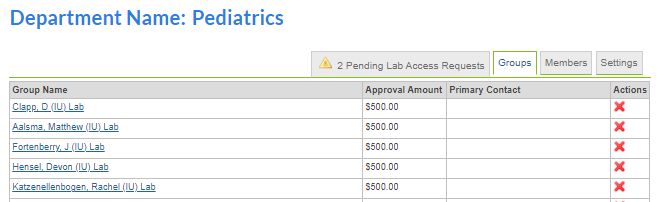 Department Name: Pediatrics
2 Pending Lab Access Requests Groups Members Settings
Group Name Approval Amount Primary Contact Actions
Clapp, D (IU) Lab $500.00
Aalsma, Matthew (IU) Lab $500.00
Fortenberry, J (IU) Lab $500.00
Hensel, Devon (IU) Lab $500.00
Katzenellenbogen, Rachel (IU) Lab $500.00